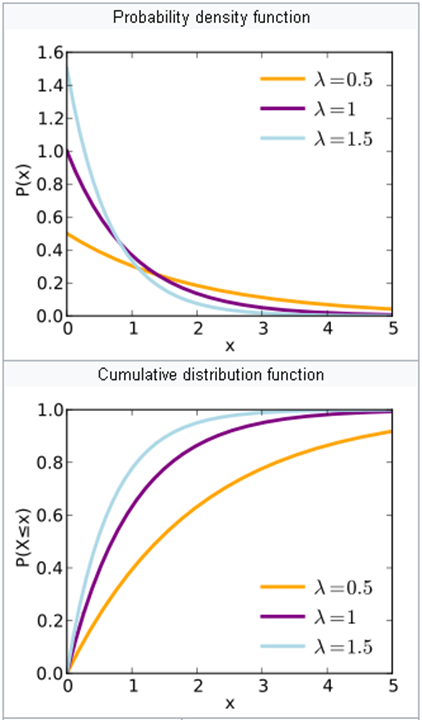 Probability density function
1.6
1.4
1.2
1.0
0.8
0.6
0.4
0.2
0.0
P(x)
λ=0.5
λ=1
λ=1.5
0 1 2 3 4 5
x
Cumulative distribution function
1.0
0.8
0.6
0.4
0.2
0.0
P(X≤x)
λ=0.5
λ=1
λ=1.5
0 1 2 3 4 5
x